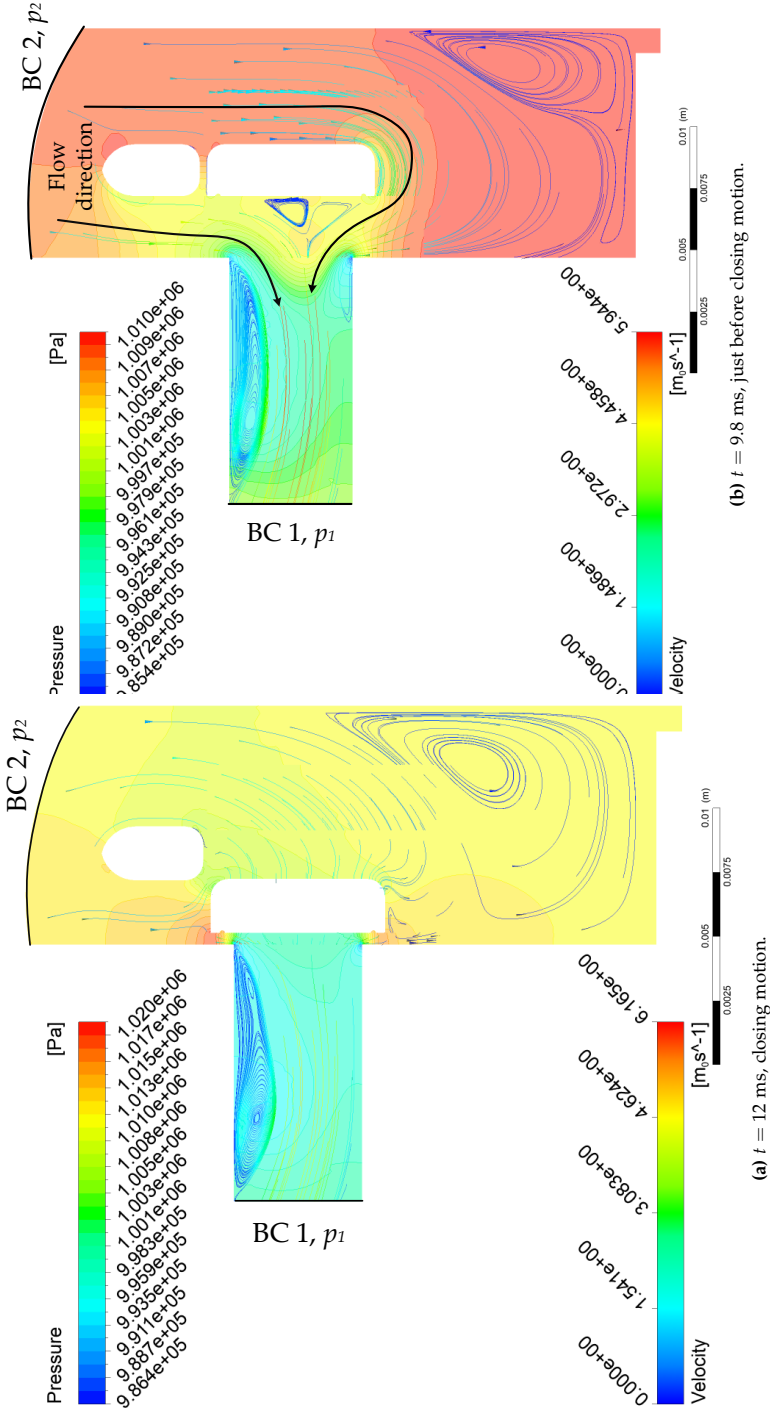 BC 2, p2
Flow
direction
[Pa]
1.010e+06
1.009e+06
1.007e+06
1.005e+06
1.003e+06
1.001e+06
9.997e+05
9.979e+05
9.961e+05
9.943e+05
9.925e+05
9.908e+05
9.890e+05
9.872e+05
9.854e+05
Pressure
BC 1, p1
5.944e+00
4.458e+00
2.972e+00
1.486e+00
0.000e+00
[m s^-1]
Velocity
0
0.0025
0.005
0.0075
0.01 (m)
(b) t = 9.8 ms, just before closing motion.
BC 2, p2
[Pa]
1.020e+06
1.017e+06
1.015e+06
1.013e+06
1.010e+06
1.008e+06
1.005e+06
1.003e+06
1.001e+06
9.983e+05
9.959e+05
9.935e+05
9.911e+05
9.887e+05
9.864e+05
Pressure
BC 1, p1
6.165e+00
4.624e+00
3.083e+00
1.541e+00
0.000e+00
[m s^-1]
Velocity
0
0.0025
0.005
0.0075
0.01 (m)
(a) t = 12 ms, closing motion.